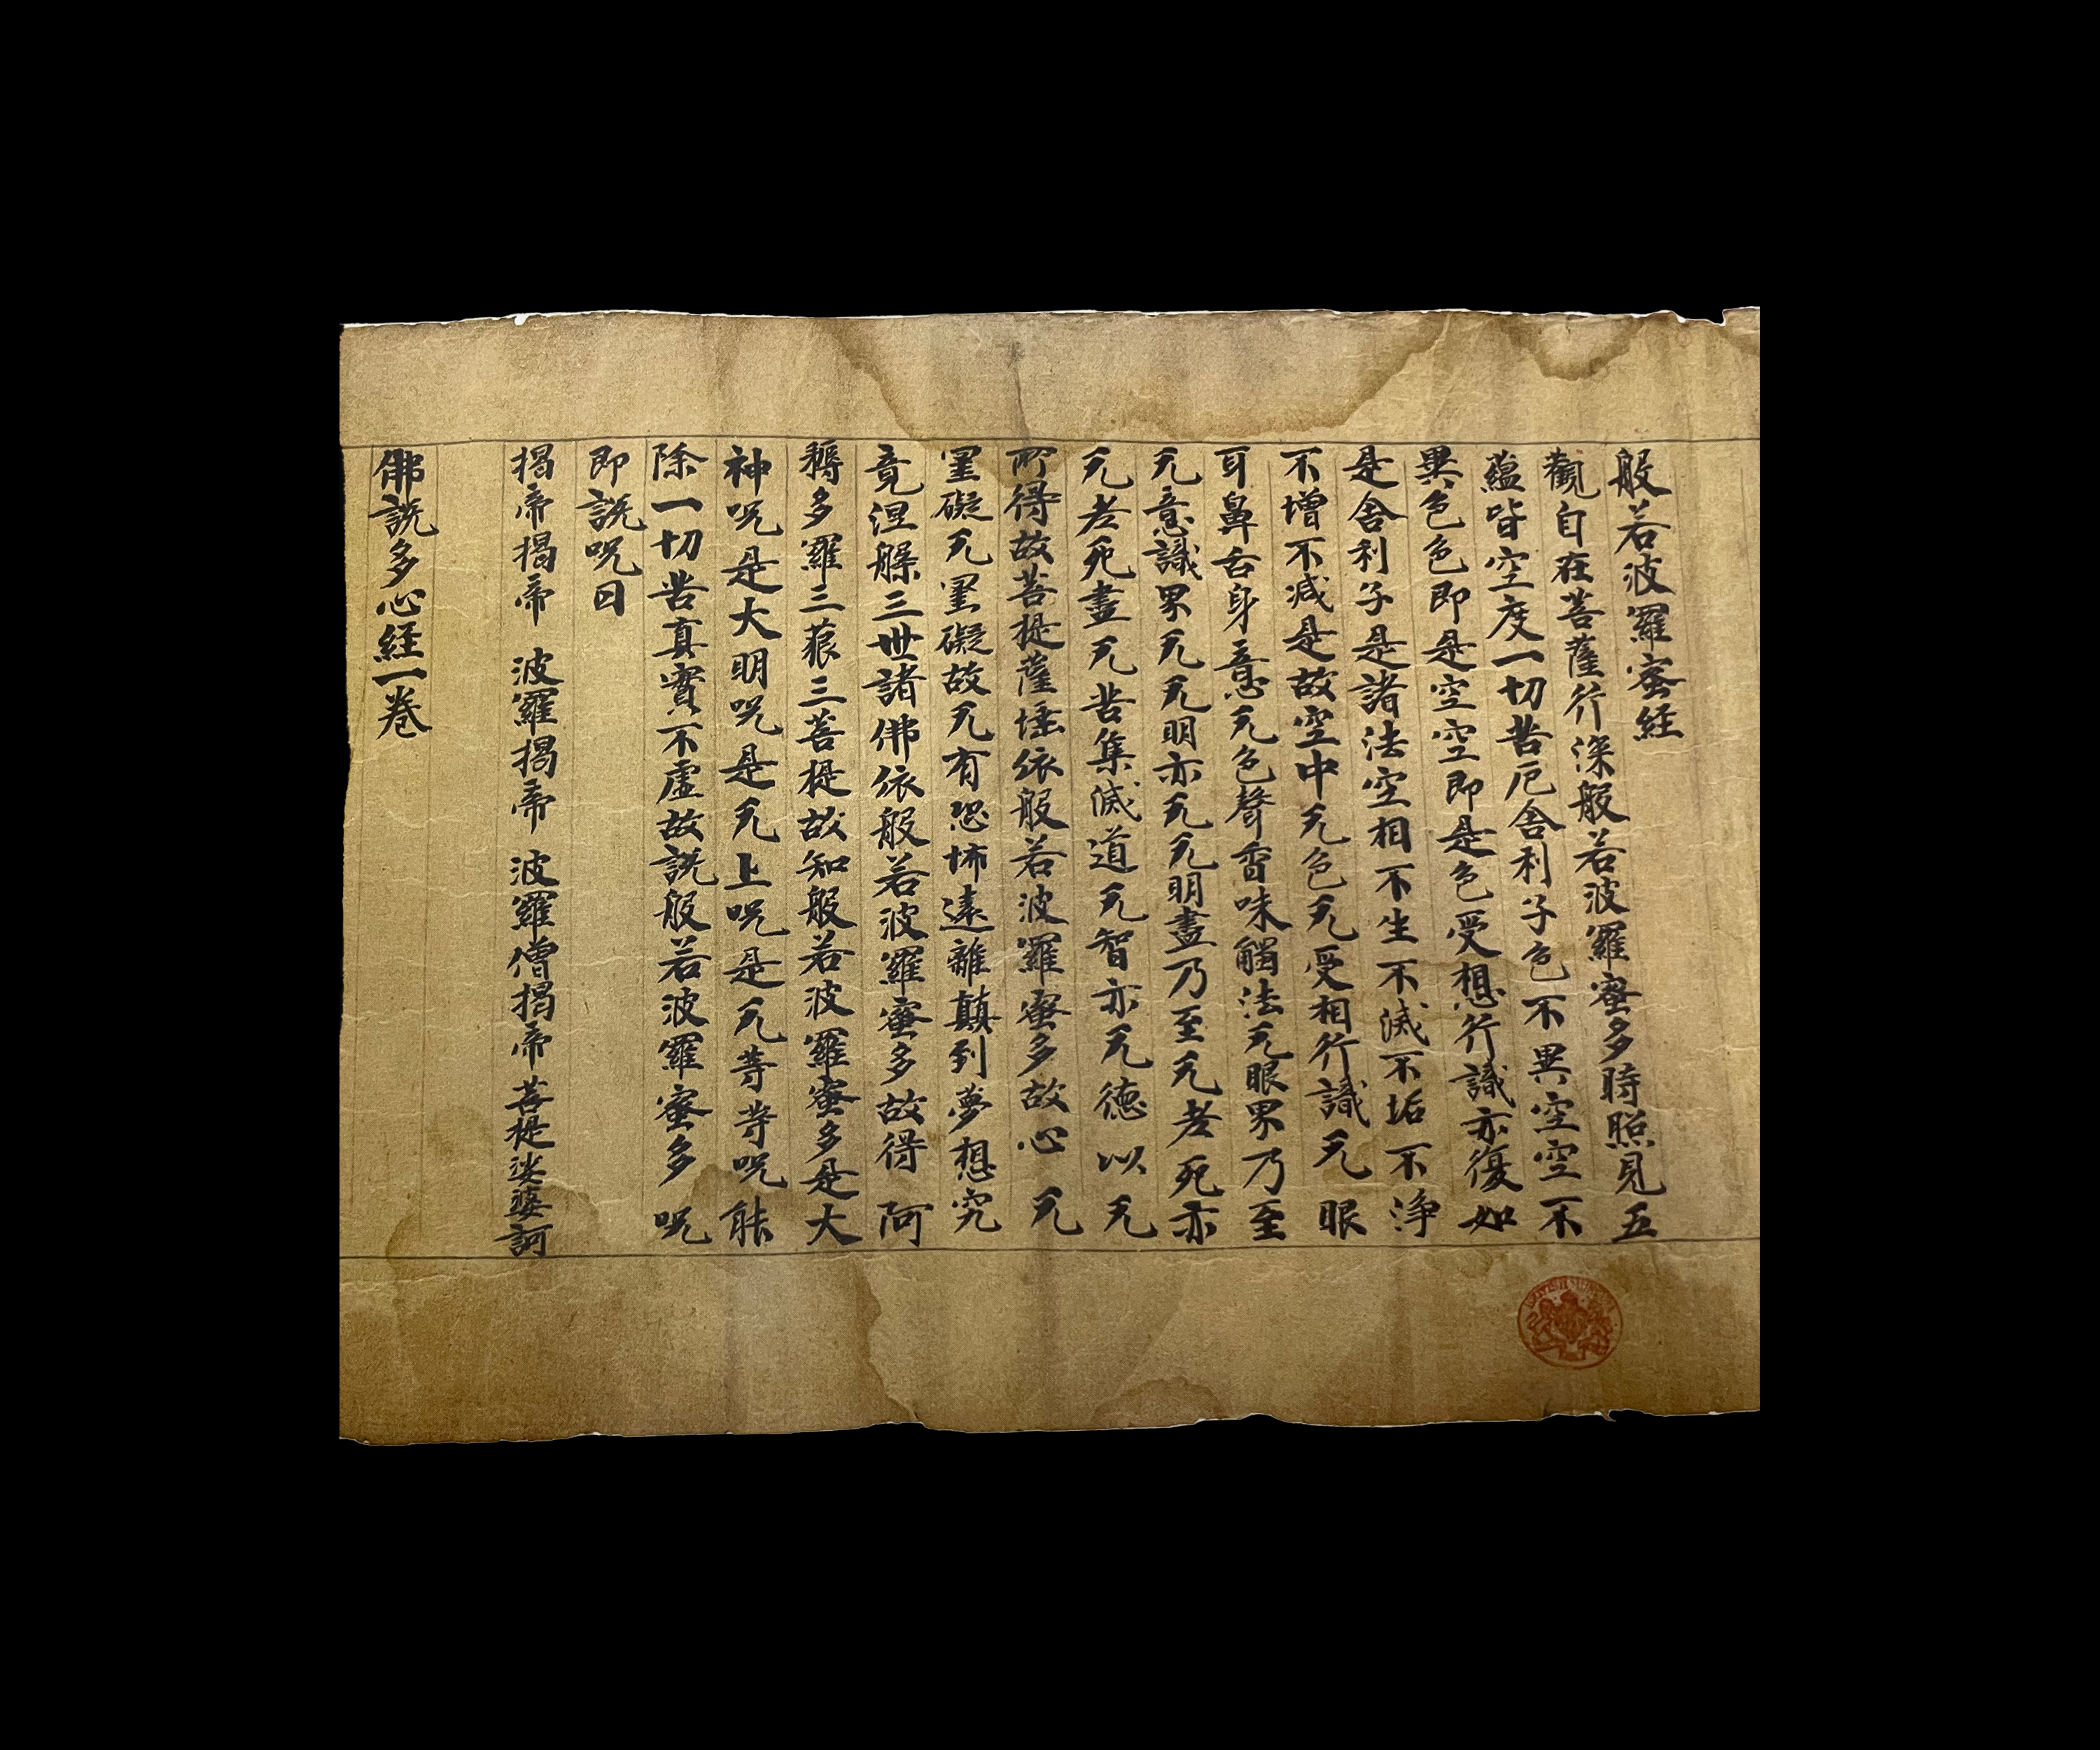 般若波羅蜜経
觀自在菩薩行深般若波羅蜜多時照見五
蘊皆空度一切苦厄舍利子色不異空空不
異色色即是空空即是色受想行識亦復如
是舍利子是諸法空相不生不滅不垢不净
不增不减是故空中无色无受相行識无眼
耳鼻舌身意无色聲香味觸法无眼界乃至
无意識界无无明亦无无明盡乃至无老死亦
无老死盡无苦集滅道无智亦无德以无
所得故菩提薩埵依般若波羅蜜多故心无
罣礙无罣礙故无有恐怖遠離顛到夢想究
竟涅槃三世諸佛依般若波羅蜜多故得阿
耨多羅三藐三菩提故知般若波羅蜜多是大
神呪是大明呪是无上呪是无等等呪能
除一切苦真實不虛故説般若波羅蜜多呪
即説呪曰
揭帝揭帝 波羅揭帝 波羅僧揭帝菩提娑婆訶
佛説多心経一卷